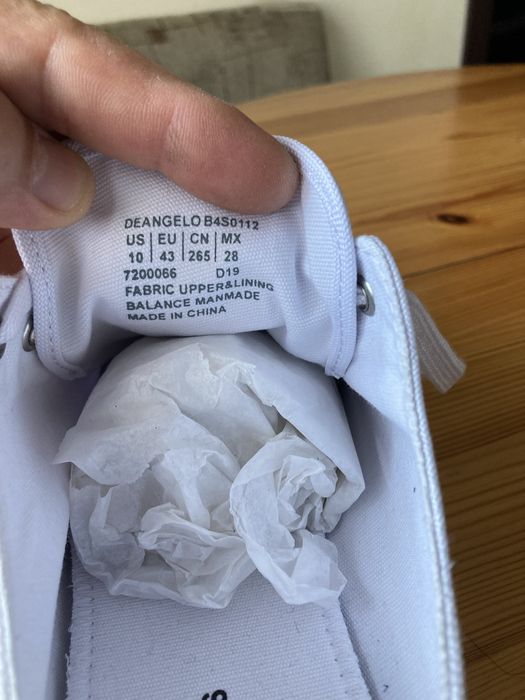 DEANGELO B4S0112
US | EU | CN | MX
10 | 43 | 265 | 28
7200066 D19
FABRIC UPPER&LINING
BALANCE MANMADE
MADE IN CHINA